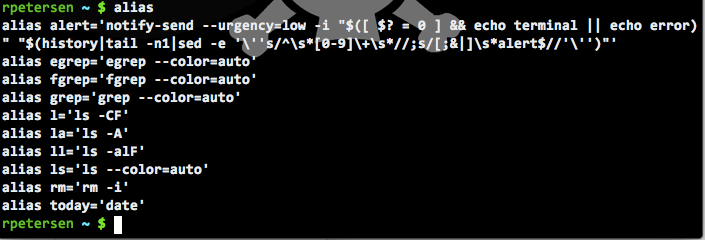 rpetersen ~ $ alias
alias alert='notify-send --urgency=low -i "$([ $? = 0 ] && echo terminal || echo error)
" "$(history|tail -n1|sed -e '\''s/^\s*[0-9]\+\s*//;s/[;&|]\s*alert$//'\'')"'
alias egrep='egrep --color=auto'
alias fgrep='fgrep --color=auto'
alias grep='grep --color=auto'
alias l='ls -CF'
alias la='ls -A'
alias ll='ls -alF'
alias ls='ls --color=auto'
alias rm='rm -i'
alias today='date'
rpetersen ~ $